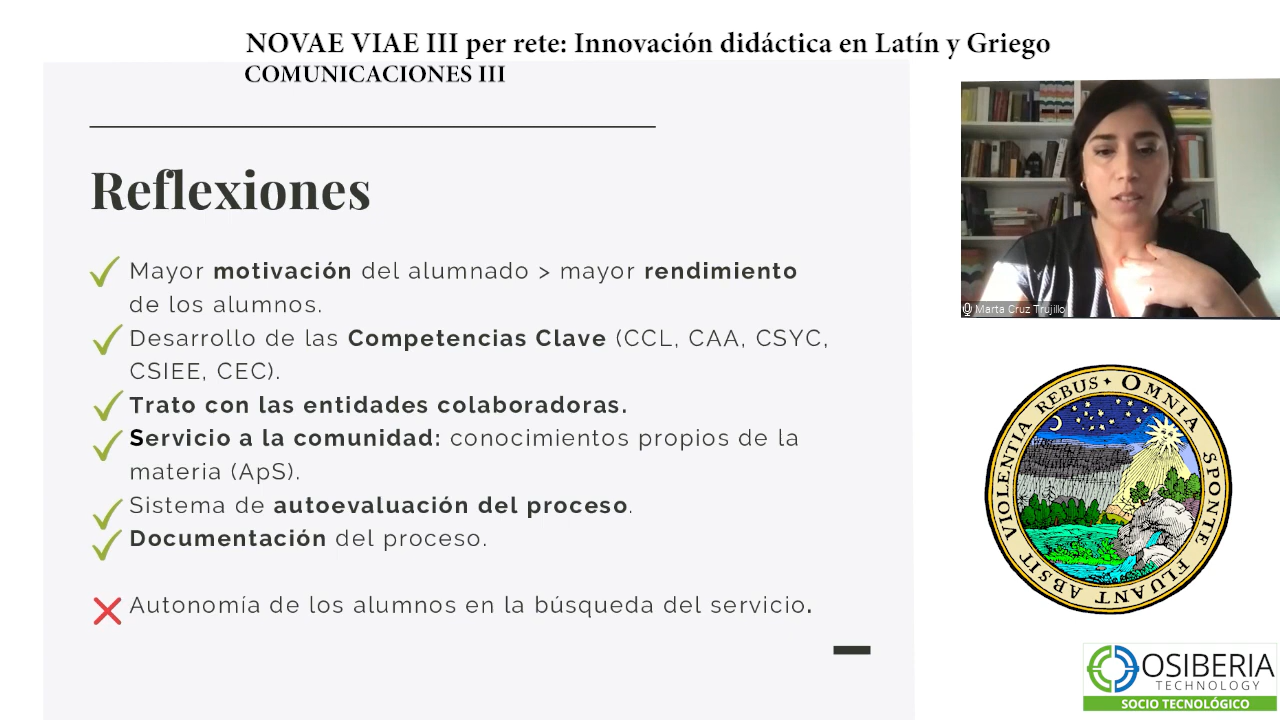 NOVAE VIAE III per rete: Innovación didáctica en Latín y Griego
COMUNICACIONES III
Reflexiones
Mayor motivación del alumnado > mayor rendimiento
de los alumnos.
Desarrollo de las Competencias Clave (CCL, CAA, CSYC,
CSIEE, CEC).
Trato con las entidades colaboradoras.
Servicio a la comunidad: conocimientos propios de la
materia (ApS).
Sistema de autoevaluación del proceso.
Documentación del proceso.
Autonomía de los alumnos en la búsqueda del servicio.
Marta Cruz Trujillo
OMNIA SPONTE FLUANT ABSIT VIOLENTIA REBUS
OSIBERIA
TECHNOLOGY
SOCIO TECNOLÓGICO